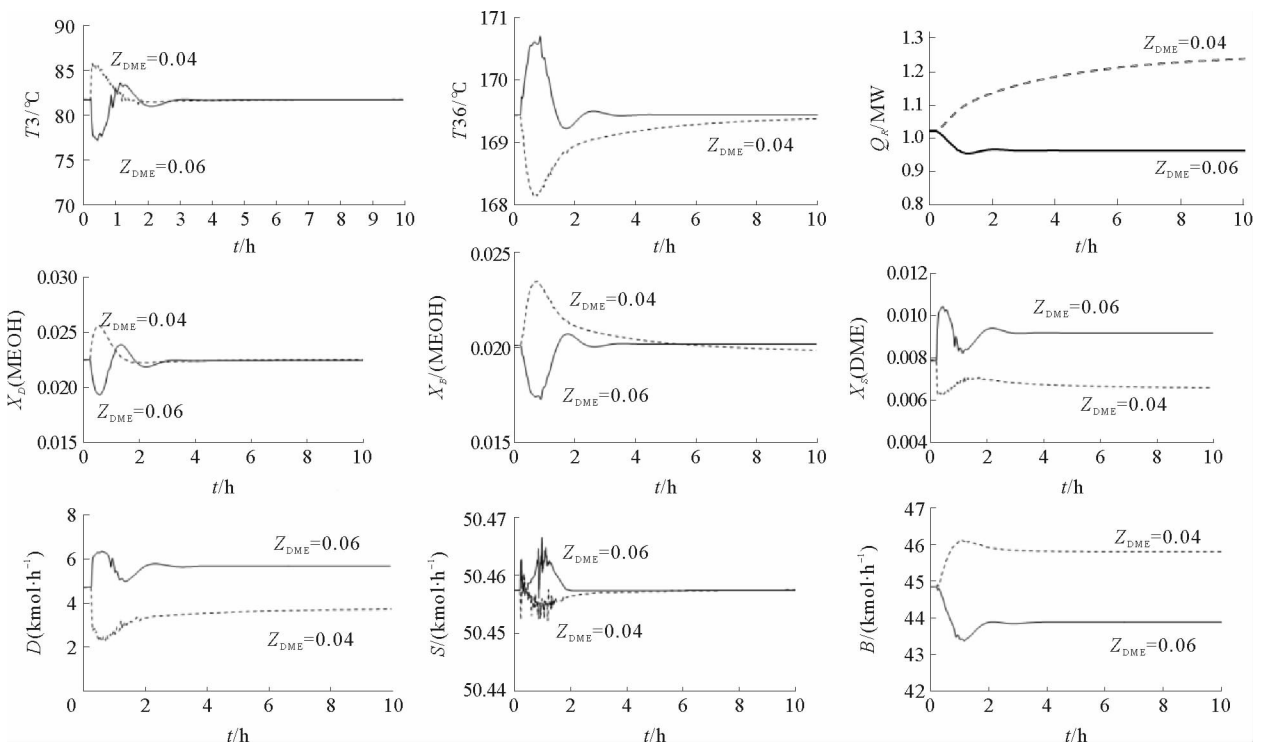 90
85
80
75
70
T3/℃
Z_DME=0.04
Z_DME=0.06
0 1 2 3 4 5 6 7 8 9 10
t/h
171
170
169
168
T36/℃
Z_DME=0.04
0 2 4 6 8 10
t/h
1.3
1.2
1.1
1.0
0.9
0.8
Q_R/MW
Z_DME=0.04
Z_DME=0.06
0 2 4 6 8 10
t/h
0.030
0.025
0.020
0.015
X_D(MEOH)
Z_DME=0.04
Z_DME=0.06
0 2 4 6 8 10
t/h
0.025
0.020
0.015
X_B/(MEOH)
Z_DME=0.04
Z_DME=0.06
0 2 4 6 8 10
t/h
0.012
0.010
0.008
0.006
0.004
X_S(DME)
Z_DME=0.06
Z_DME=0.04
0 2 4 6 8 10
t/h
8
6
4
2
D(kmol·h⁻¹)
Z_DME=0.06
Z_DME=0.04
0 2 4 6 8 10
t/h
50.47
50.46
50.45
50.44
S/(kmol·h⁻¹)
Z_DME=0.06
Z_DME=0.04
0 2 4 6 8 10
t/h
47
46
45
44
43
42
B/(kmol·h⁻¹)
Z_DME=0.04
Z_DME=0.06
0 2 4 6 8 10
t/h